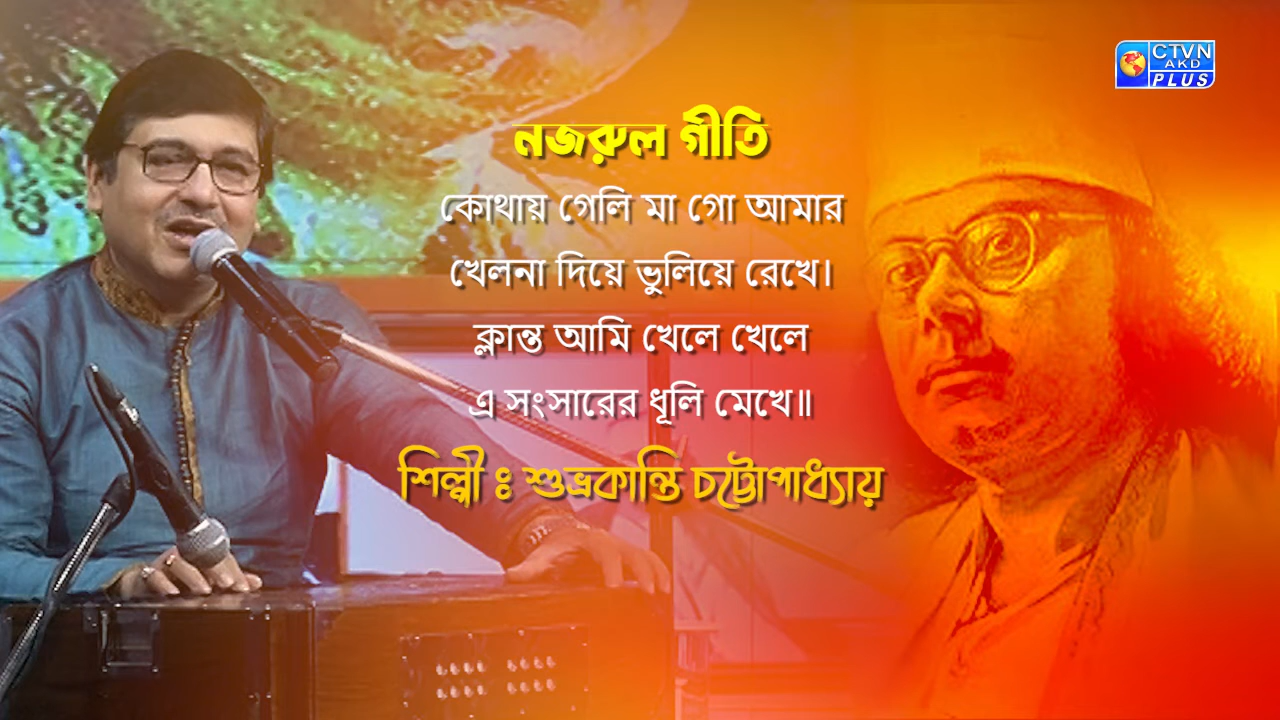 CTVN
AKD
PLUS
নজরুল গীতি
কোথায় গেলি মা গো আমার
খেলনা দিয়ে ভুলিয়ে রেখে।
ক্লান্ত আমি খেলে খেলে
এ সংসারের ধূলি মেখে॥
শিল্পী ঃ শুভ্রকান্তি চট্টোপাধ্যায়